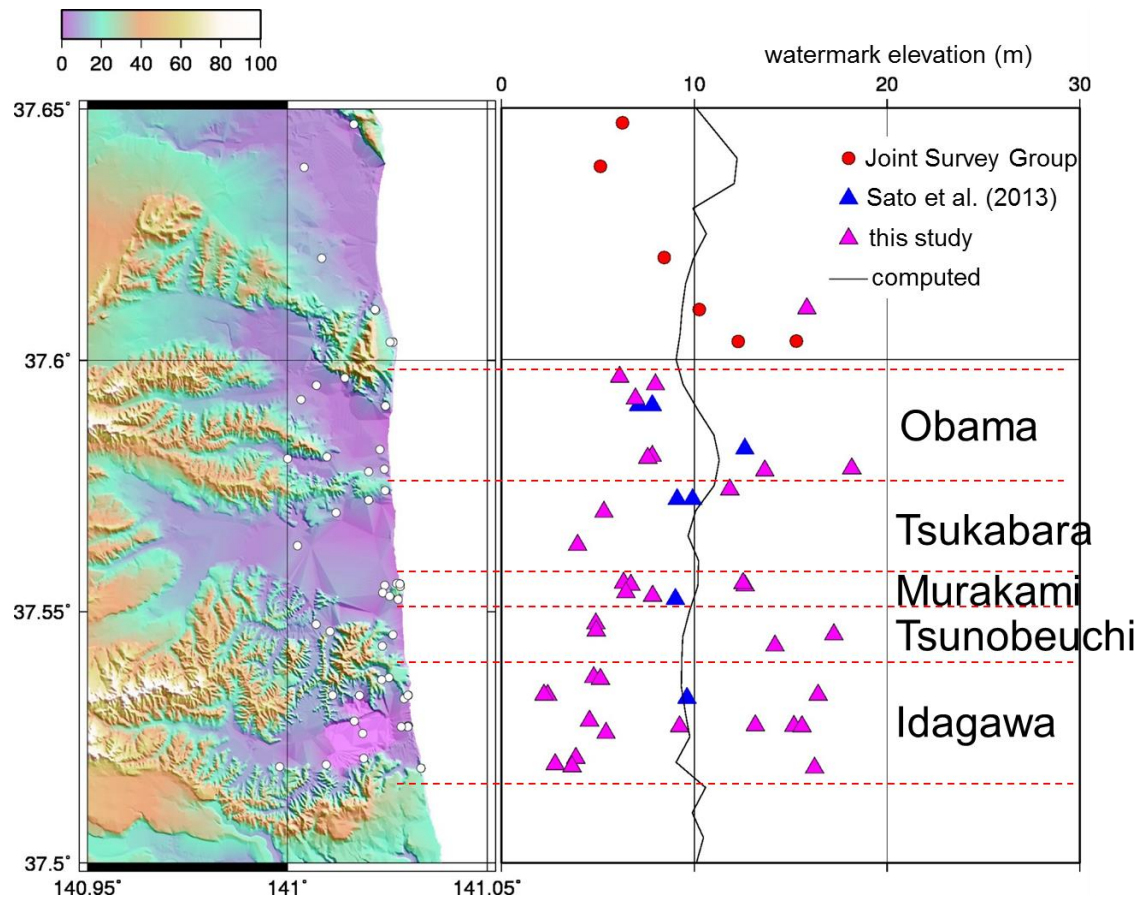 0 20 40 60 80 100
watermark elevation (m)
0 10 20 30
37.65°
37.6°
37.55°
37.5°
140.95° 141° 141.05°
Joint Survey Group
Sato et al. (2013)
this study
computed
Obama
Tsukabara
Murakami
Tsunobeuchi
Idagawa